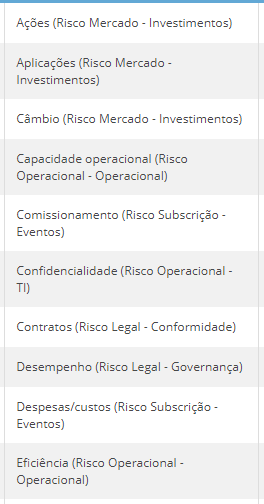 Ações (Risco Mercado - Investimentos)
Aplicações (Risco Mercado -
Investimentos)
Câmbio (Risco Mercado - Investimentos)
Capacidade operacional (Risco
Operacional - Operacional)
Comissionamento (Risco Subscrição -
Eventos)
Confidencialidade (Risco Operacional -
TI)
Contratos (Risco Legal - Conformidade)
Desempenho (Risco Legal - Governança)
Despesas/custos (Risco Subscrição -
Eventos)
Eficiência (Risco Operacional -
Operacional)